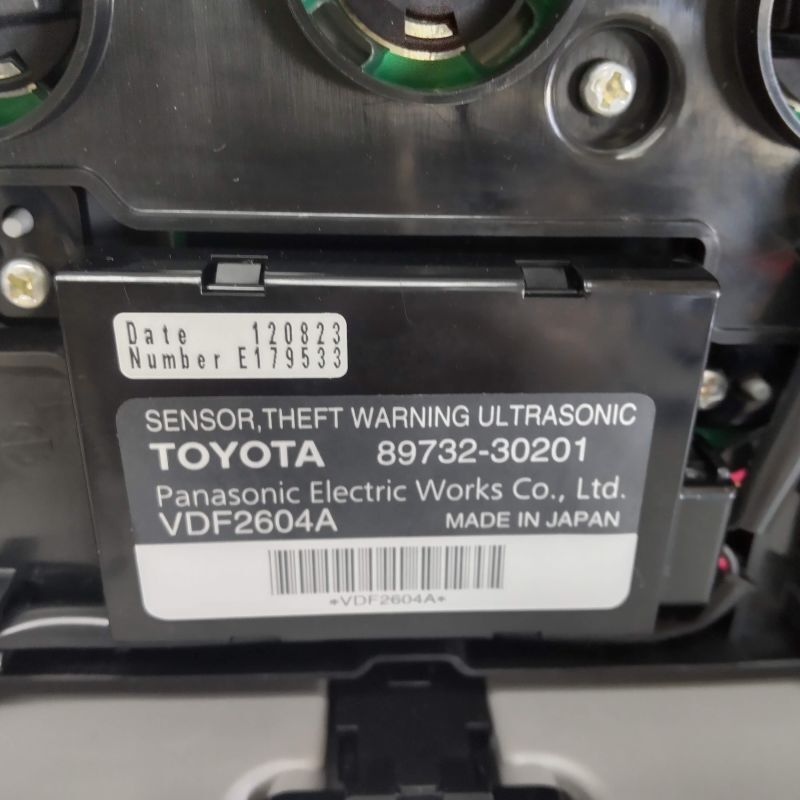 Date 120823
Number E179533
SENSOR,THEFT WARNING ULTRASONIC
TOYOTA 89732-30201
Panasonic Electric Works Co., Ltd.
VDF2604A MADE IN JAPAN
*VDF2604A*